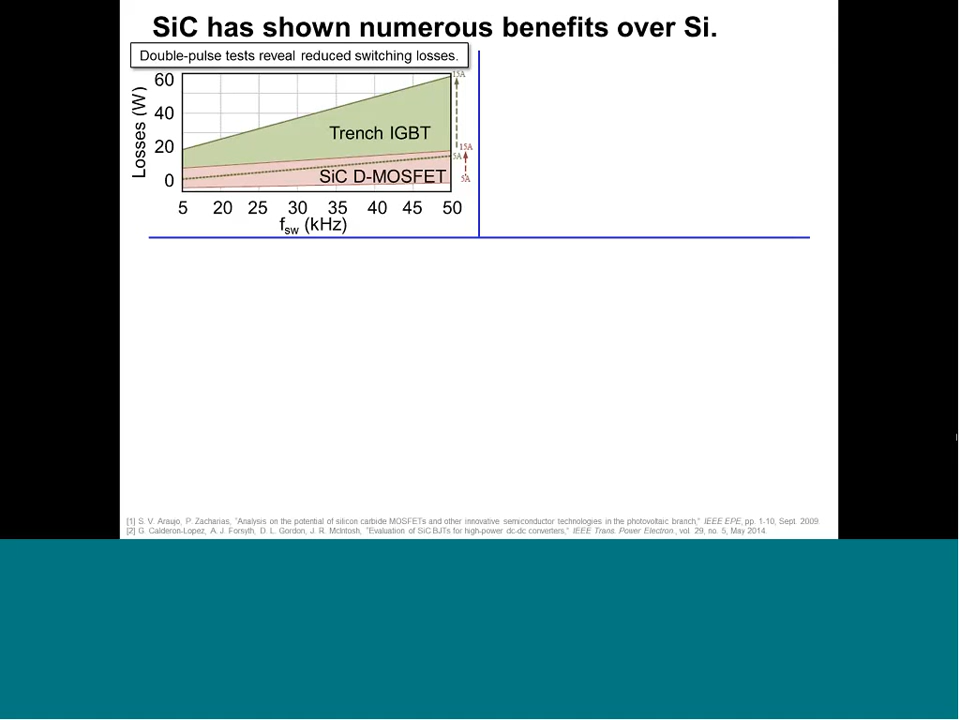 SiC has shown numerous benefits over Si.
Double-pulse tests reveal reduced switching losses.
Losses (W)
60
40
20
0
Trench IGBT
SiC D-MOSFET
15A
15A
5A
5A
5 20 25 30 35 40 45 50
fsw (kHz)
[1] S. V. Araujo, P. Zacharias, "Analysis on the potential of silicon carbide MOSFETs and other innovative semiconductor technologies in the photovoltaic branch," IEEE EPE, pp. 1-10, Sept. 2009.
[2] G. Calderon-Lopez, A. J. Forsyth, D. L. Gordon, J. R. McIntosh, "Evaluation of SiC BJTs for high-power dc-dc converters," IEEE Trans. Power Electron., vol. 29, no. 5, May 2014.